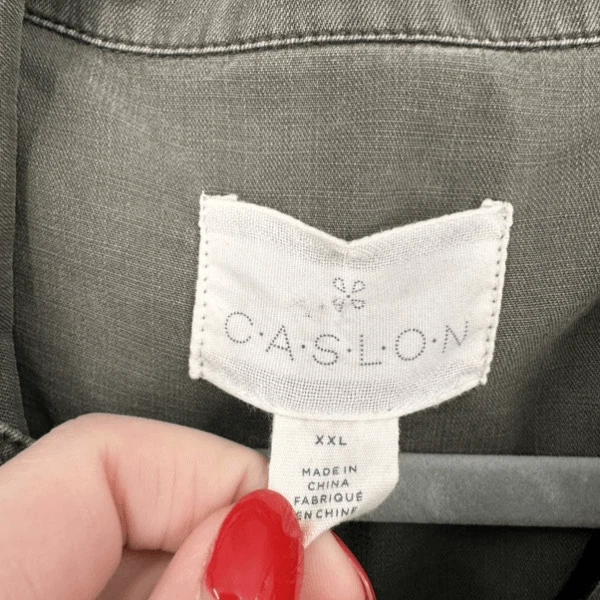 C·A·S·L·O·N
XXL
MADE IN
CHINA
FABRIQUÉ
EN CHINE